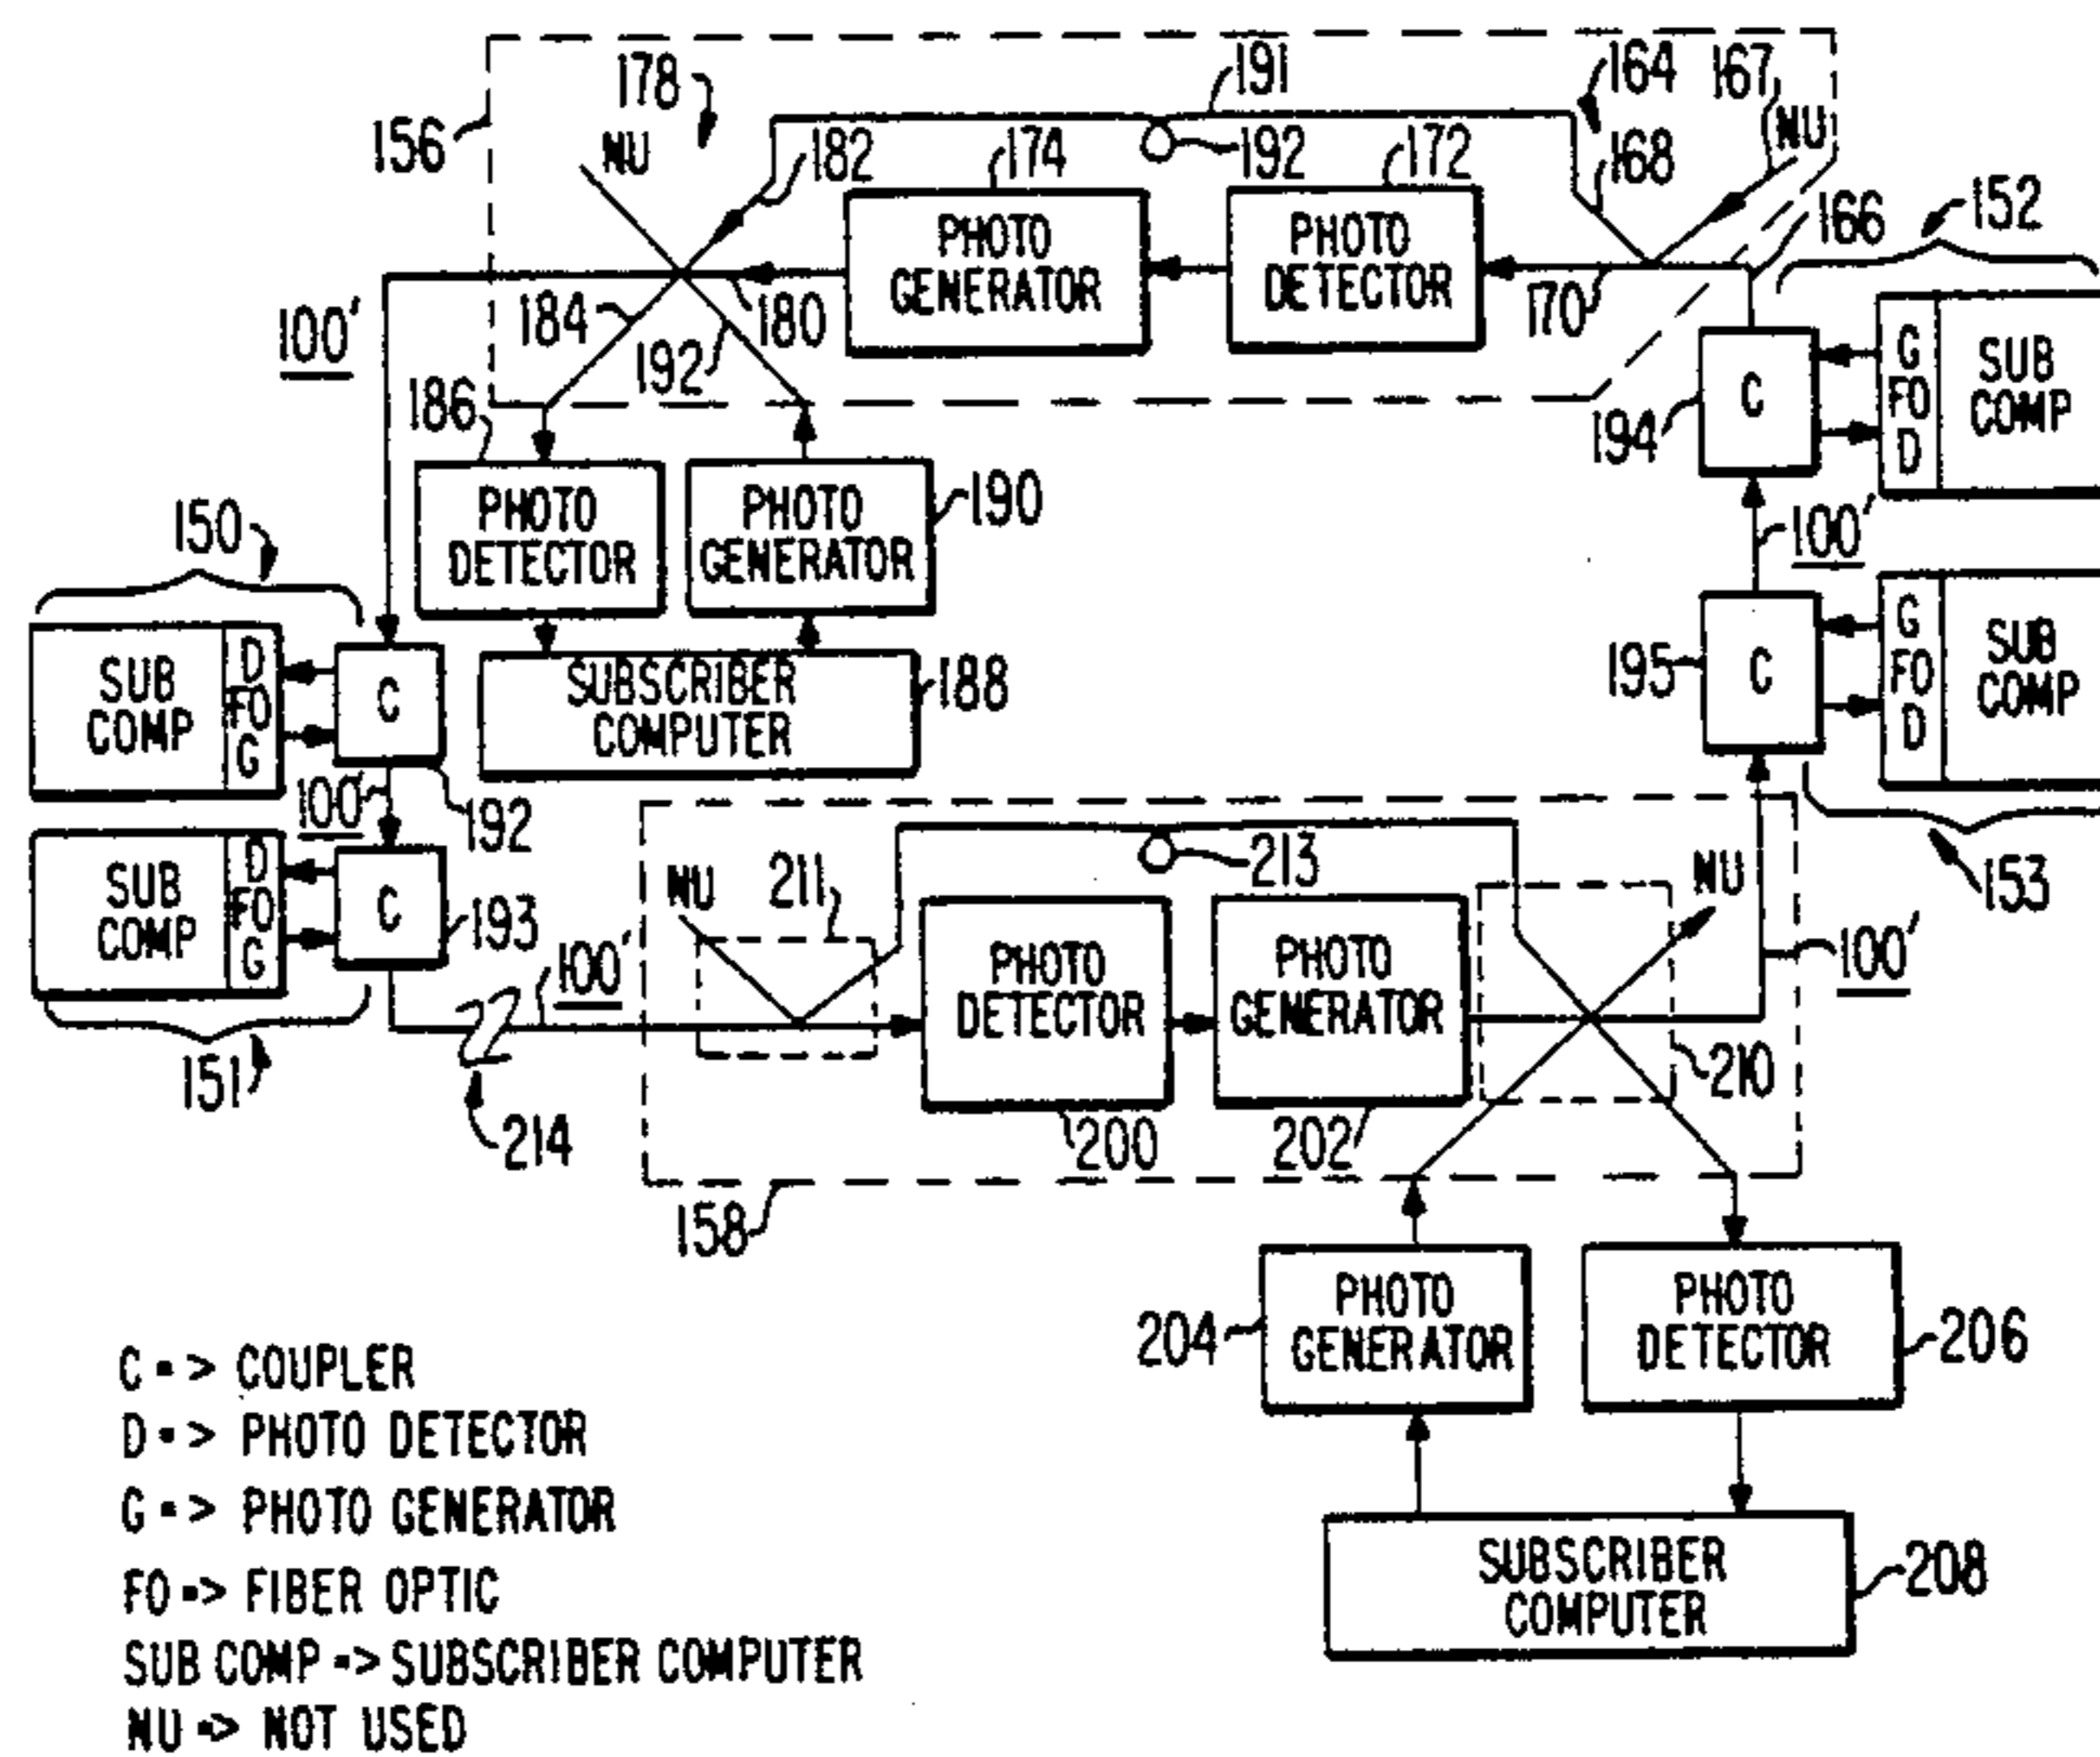 178
191
164
167
NU
NU
156
182
174
192
172
168
166
152
PHOTO
GENERATOR
PHOTO
DETECTOR
184
180
170
100'
192
G
FO
D
SUB
COMP
C
194
186
PHOTO
DETECTOR
PHOTO
GENERATOR
190
100'
150
SUB
COMP
D
FO
G
C
SUBSCRIBER
COMPUTER
188
195
C
G
FO
D
SUB
COMP
100'
192
153
SUB
COMP
D
FO
G
C
193
100'
151
214
NU
211
213
NU
PHOTO
DETECTOR
PHOTO
GENERATOR
100'
210
200
202
158
204
PHOTO
GENERATOR
PHOTO
DETECTOR
206
SUBSCRIBER
COMPUTER
208
C => COUPLER
D => PHOTO DETECTOR
G => PHOTO GENERATOR
FO => FIBER OPTIC
SUB COMP => SUBSCRIBER COMPUTER
NU => NOT USED